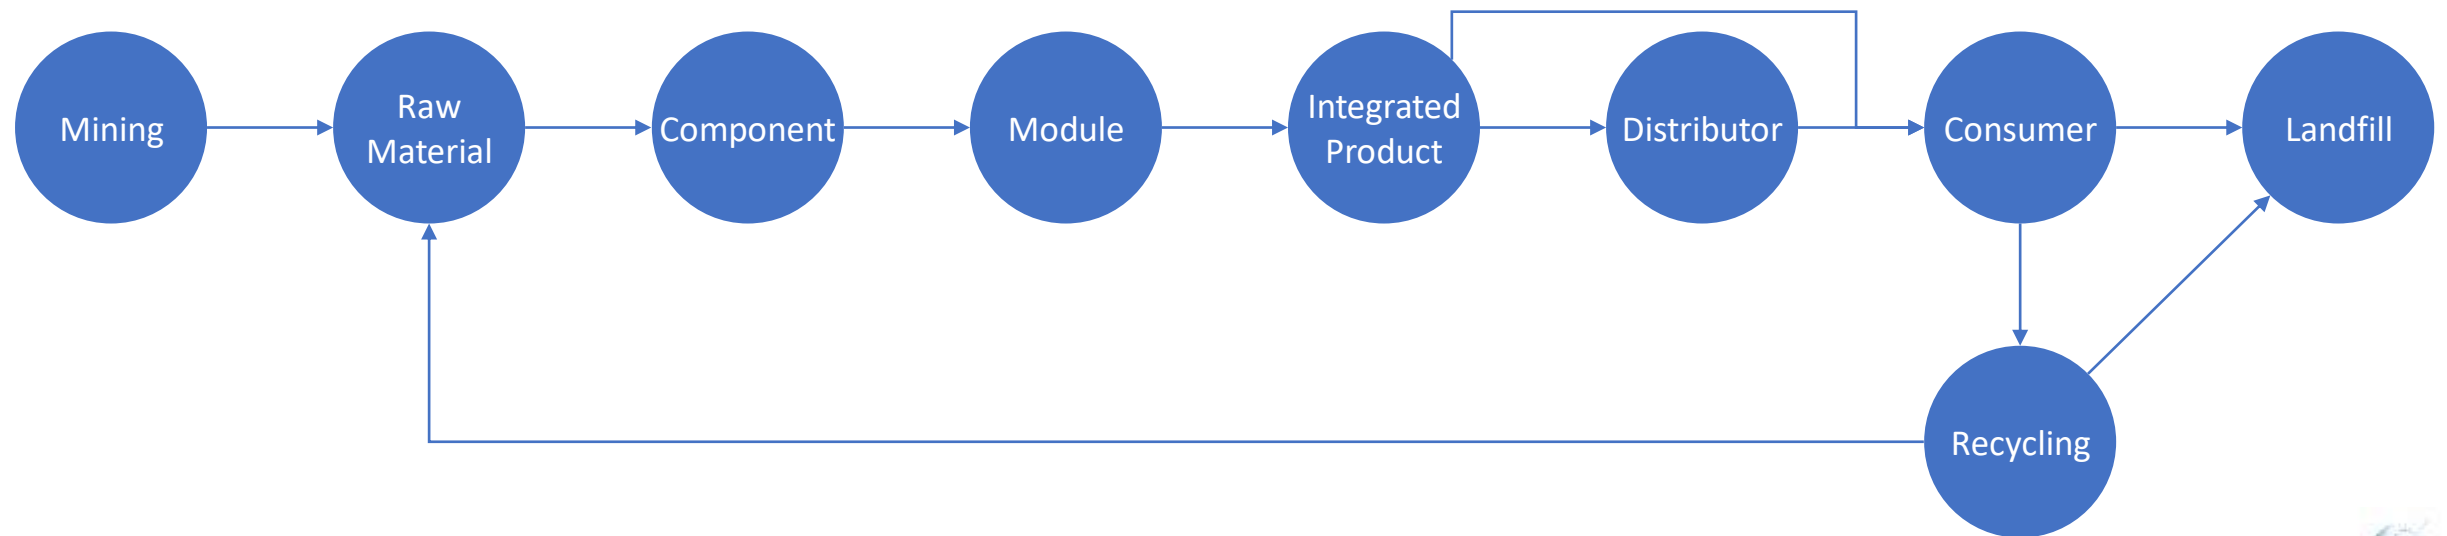 Mining
Raw
Material
Component
Module
Integrated
Product
Distributor
Consumer
Landfill
Recycling